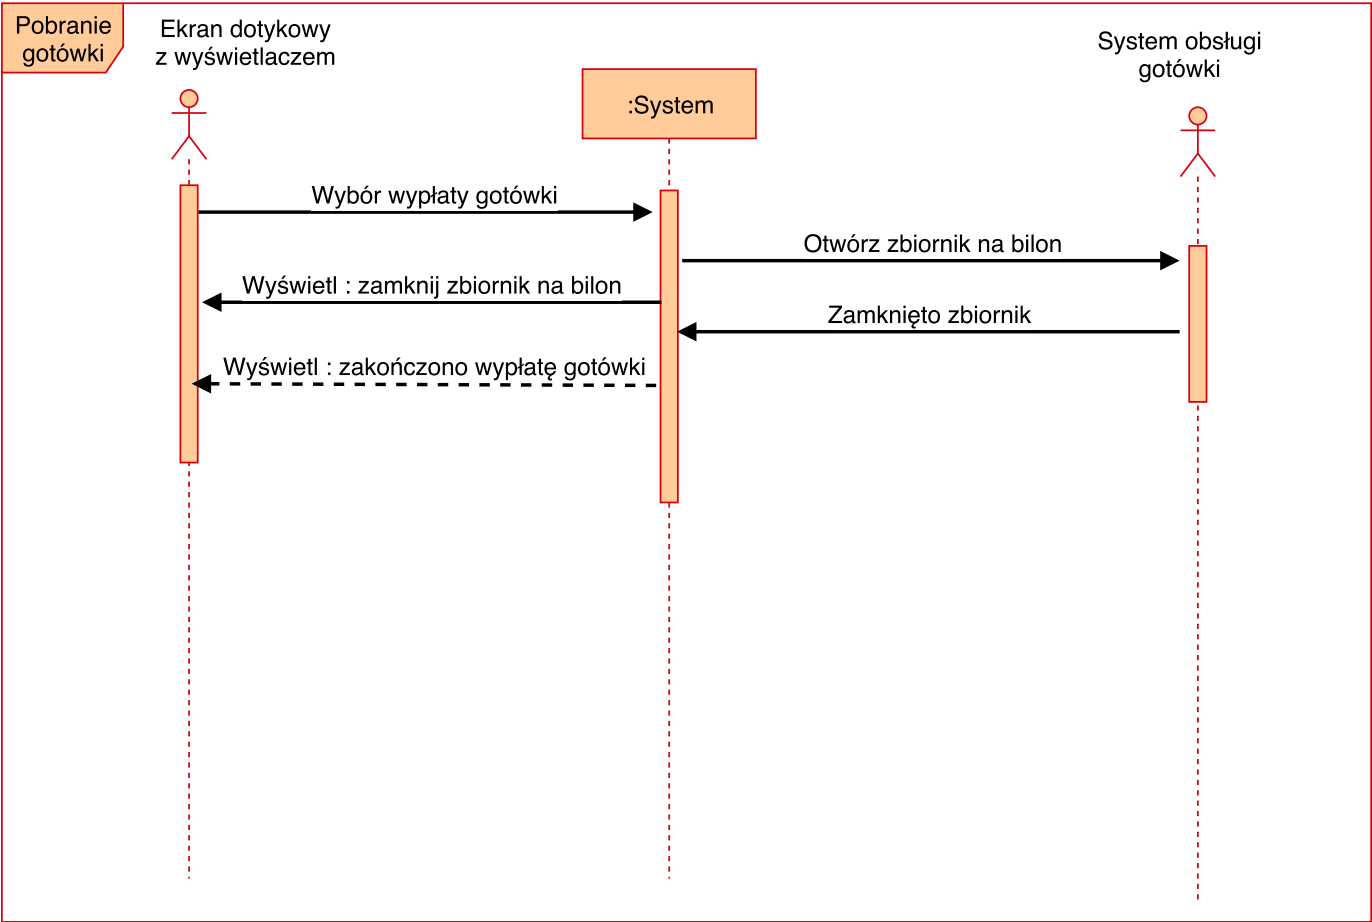 Pobranie
gotówki
Ekran dotykowy
z wyświetlaczem
System obsługi
gotówki
:System
Wybór wypłaty gotówki
Otwórz zbiornik na bilon
Wyświetl : zamknij zbiornik na bilon
Zamknięto zbiornik
Wyświetl : zakończono wypłatę gotówki